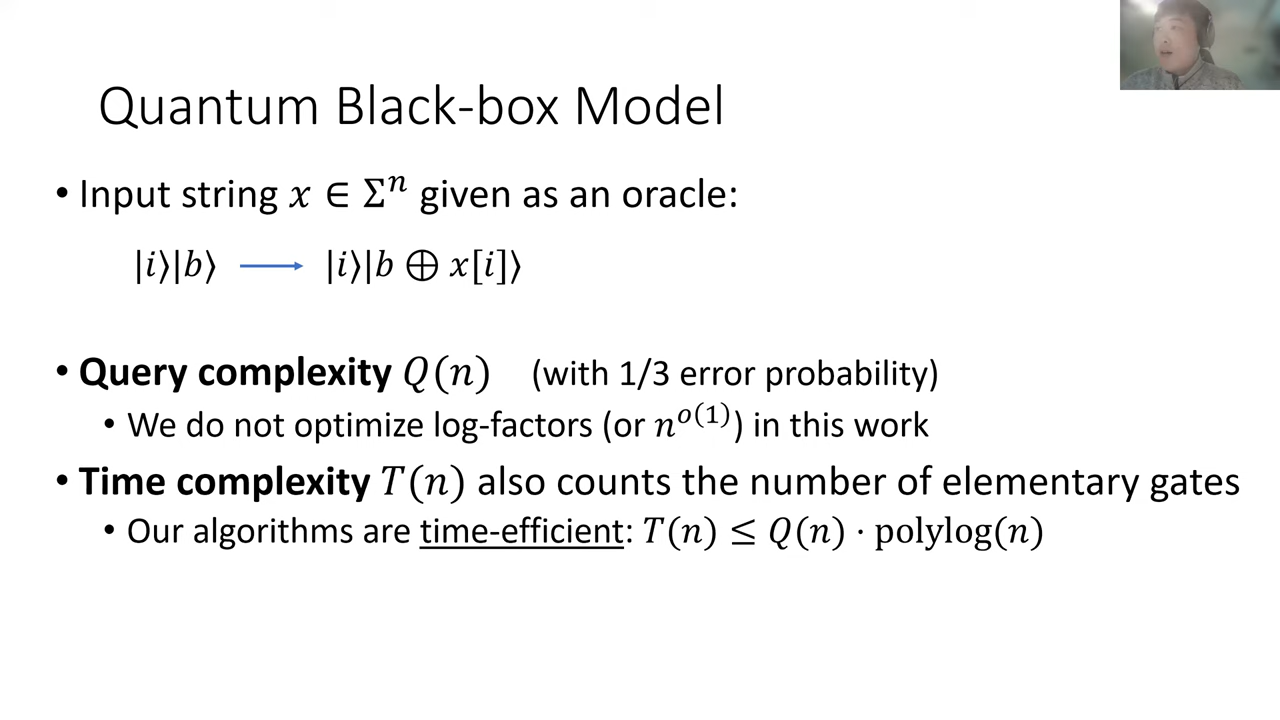 Quantum Black-box Model
• Input string 𝑥 ∈ Σⁿ given as an oracle:
|𝑖⟩|𝑏⟩ ⟶ |𝑖⟩|𝑏 ⊕ 𝑥[𝑖]⟩
• Query complexity 𝑄(𝑛) (with 1/3 error probability)
• We do not optimize log-factors (or 𝑛^{𝑜(1)}) in this work
• Time complexity 𝑇(𝑛) also counts the number of elementary gates
• Our algorithms are time-efficient: 𝑇(𝑛) ≤ 𝑄(𝑛) · polylog(𝑛)